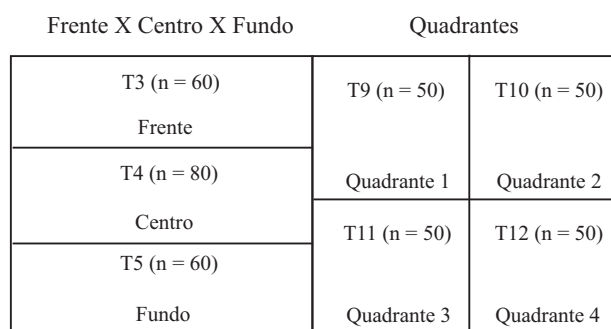 Frente X Centro X Fundo
Quadrantes
T3 (n = 60)
Frente
T4 (n = 80)
Centro
T5 (n = 60)
Fundo
T9 (n = 50)
Quadrante 1
T10 (n = 50)
Quadrante 2
T11 (n = 50)
Quadrante 3
T12 (n = 50)
Quadrante 4